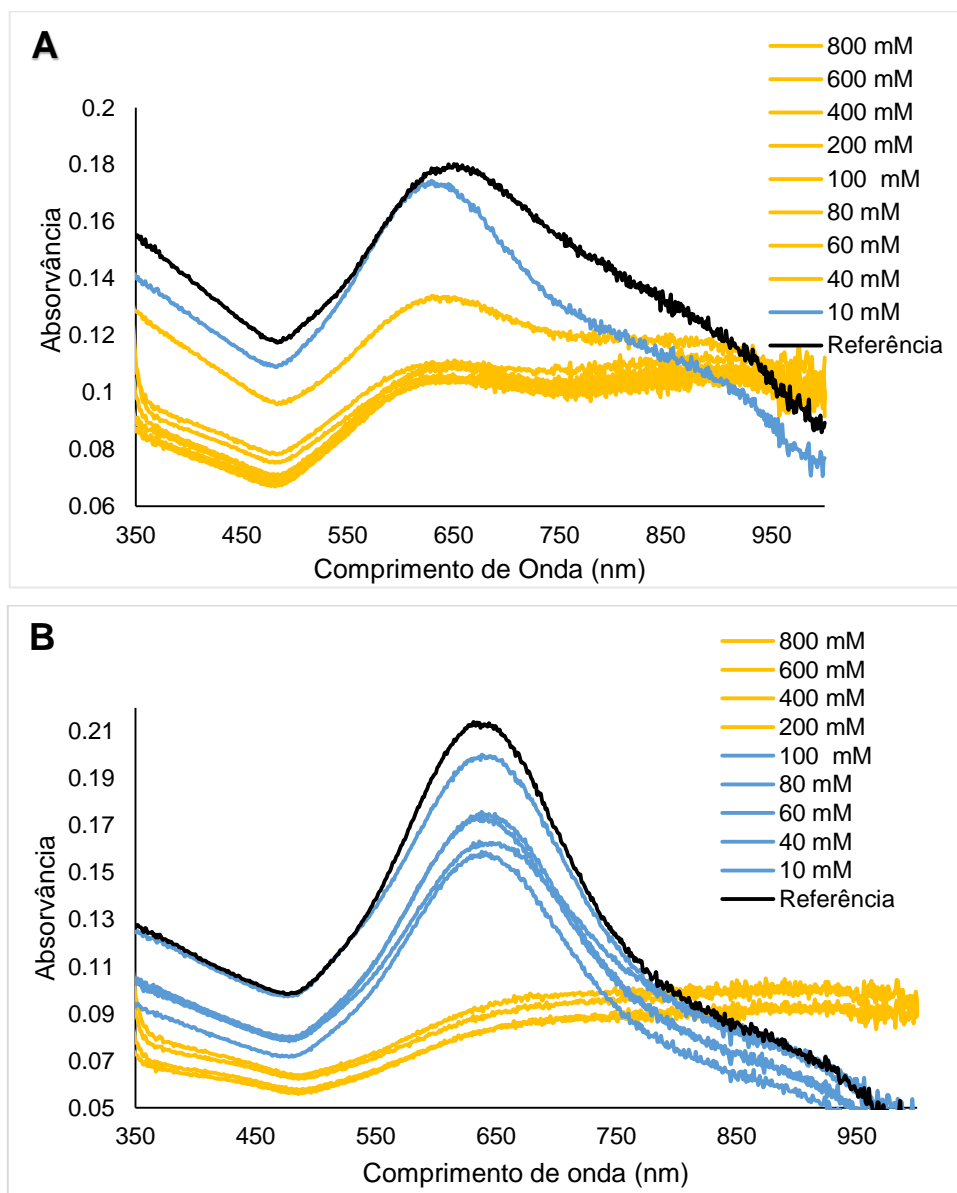 A
800 mM
600 mM
400 mM
200 mM
100 mM
80 mM
60 mM
40 mM
10 mM
Referência
Absorvância
0.2
0.18
0.16
0.14
0.12
0.1
0.08
0.06
350 450 550 650 750 850 950
Comprimento de Onda (nm)
B
800 mM
600 mM
400 mM
200 mM
100 mM
80 mM
60 mM
40 mM
10 mM
Referência
Absorvância
0.21
0.19
0.17
0.15
0.13
0.11
0.09
0.07
0.05
350 450 550 650 750 850 950
Comprimento de onda (nm)